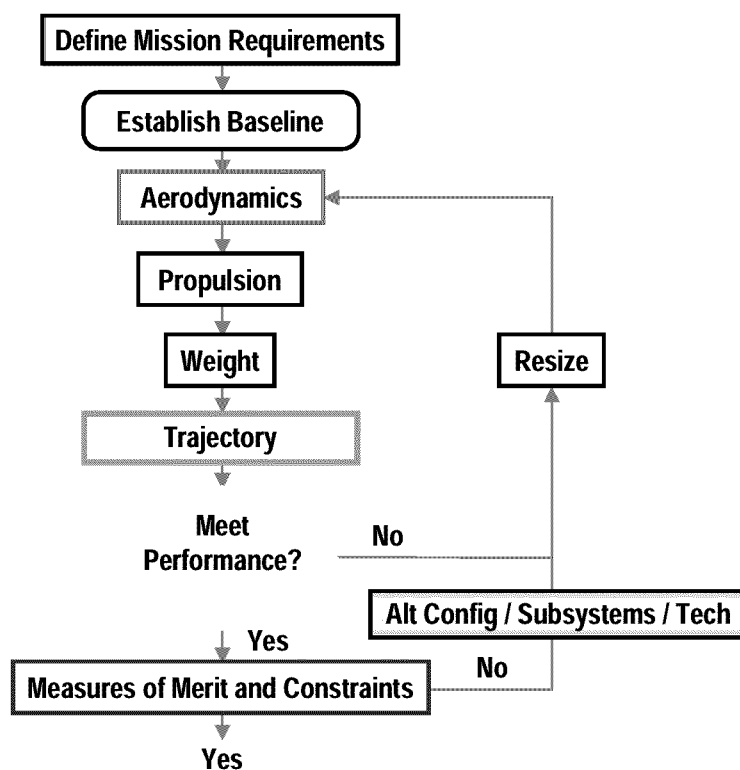 Define Mission Requirements
Establish Baseline
Aerodynamics
Propulsion
Weight
Resize
Trajectory
Meet
Performance?
No
Alt Config / Subsystems / Tech
Yes
Measures of Merit and Constraints
No
Yes